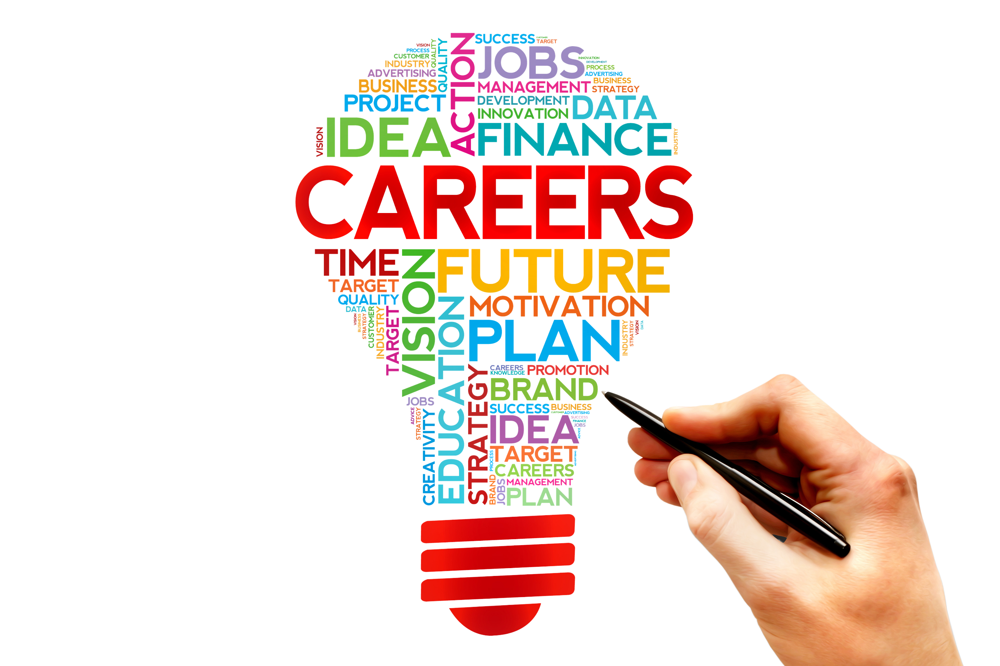 SUCCESS
CUSTOMER
TARGET
VISION
PROCESS
CUSTOMER
INDUSTRY
ADVERTISING
BUSINESS
PROJECT
QUALITY
QUALITY
ACTION
JOBS
INNOVATION
DEVELOPMENT
PROCESS
ADVERTISING
BUSINESS
MANAGEMENT
STRATEGY
DEVELOPMENT
INNOVATION
DATA
VISION
IDEA
FINANCE
INDUSTRY
CAREERS
TIME
VISION
FUTURE
TARGET
QUALITY
DATA
VISION
BUSINESS
STRATEGY
CUSTOMER
INDUSTRY
TARGET
EDUCATION
MOTIVATION
PLAN
INDUSTRY
STRATEGY
VISION
DATA
STRATEGY
CAREERS
KNOWLEDGE
PROMOTION
BRAND
JOBS
ADVICE
STRATEGY
CREATIVITY
SUCCESS
BUSINESS
CUSTOMER
ADVERTISING
IDEA
SUCCESS
FINANCE
JOBS
ADVICE
PROCESS
TARGET
ADVERTISING
CAREERS
BRAND
JOBS
MANAGEMENT
PLAN